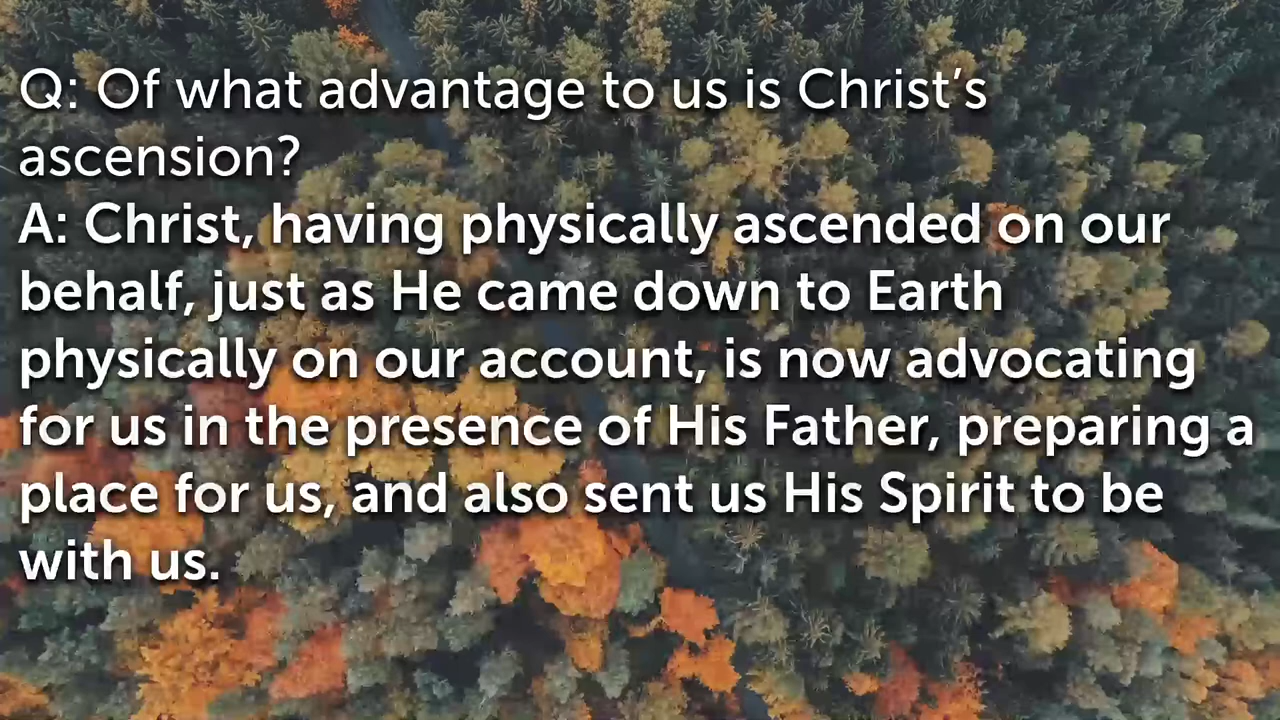 Q: Of what advantage to us is Christ’s
ascension?
A: Christ, having physically ascended on our
behalf, just as He came down to Earth
physically on our account, is now advocating
for us in the presence of His Father, preparing a
place for us, and also sent us His Spirit to be
with us.